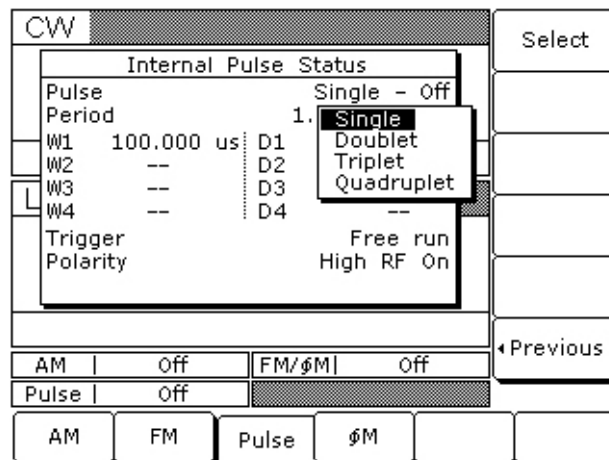 CW
Select
Internal Pulse Status
Pulse Single - Off
Period 1.
Single
Doublet
Triplet
Quadruplet
W1 100.000 us D1
W2 -- D2
W3 -- D3
W4 -- D4 --
Trigger Free run
Polarity High RF On
L
Previous
AM | Off FM/ϕM| Off
Pulse | Off
AM FM Pulse ϕM